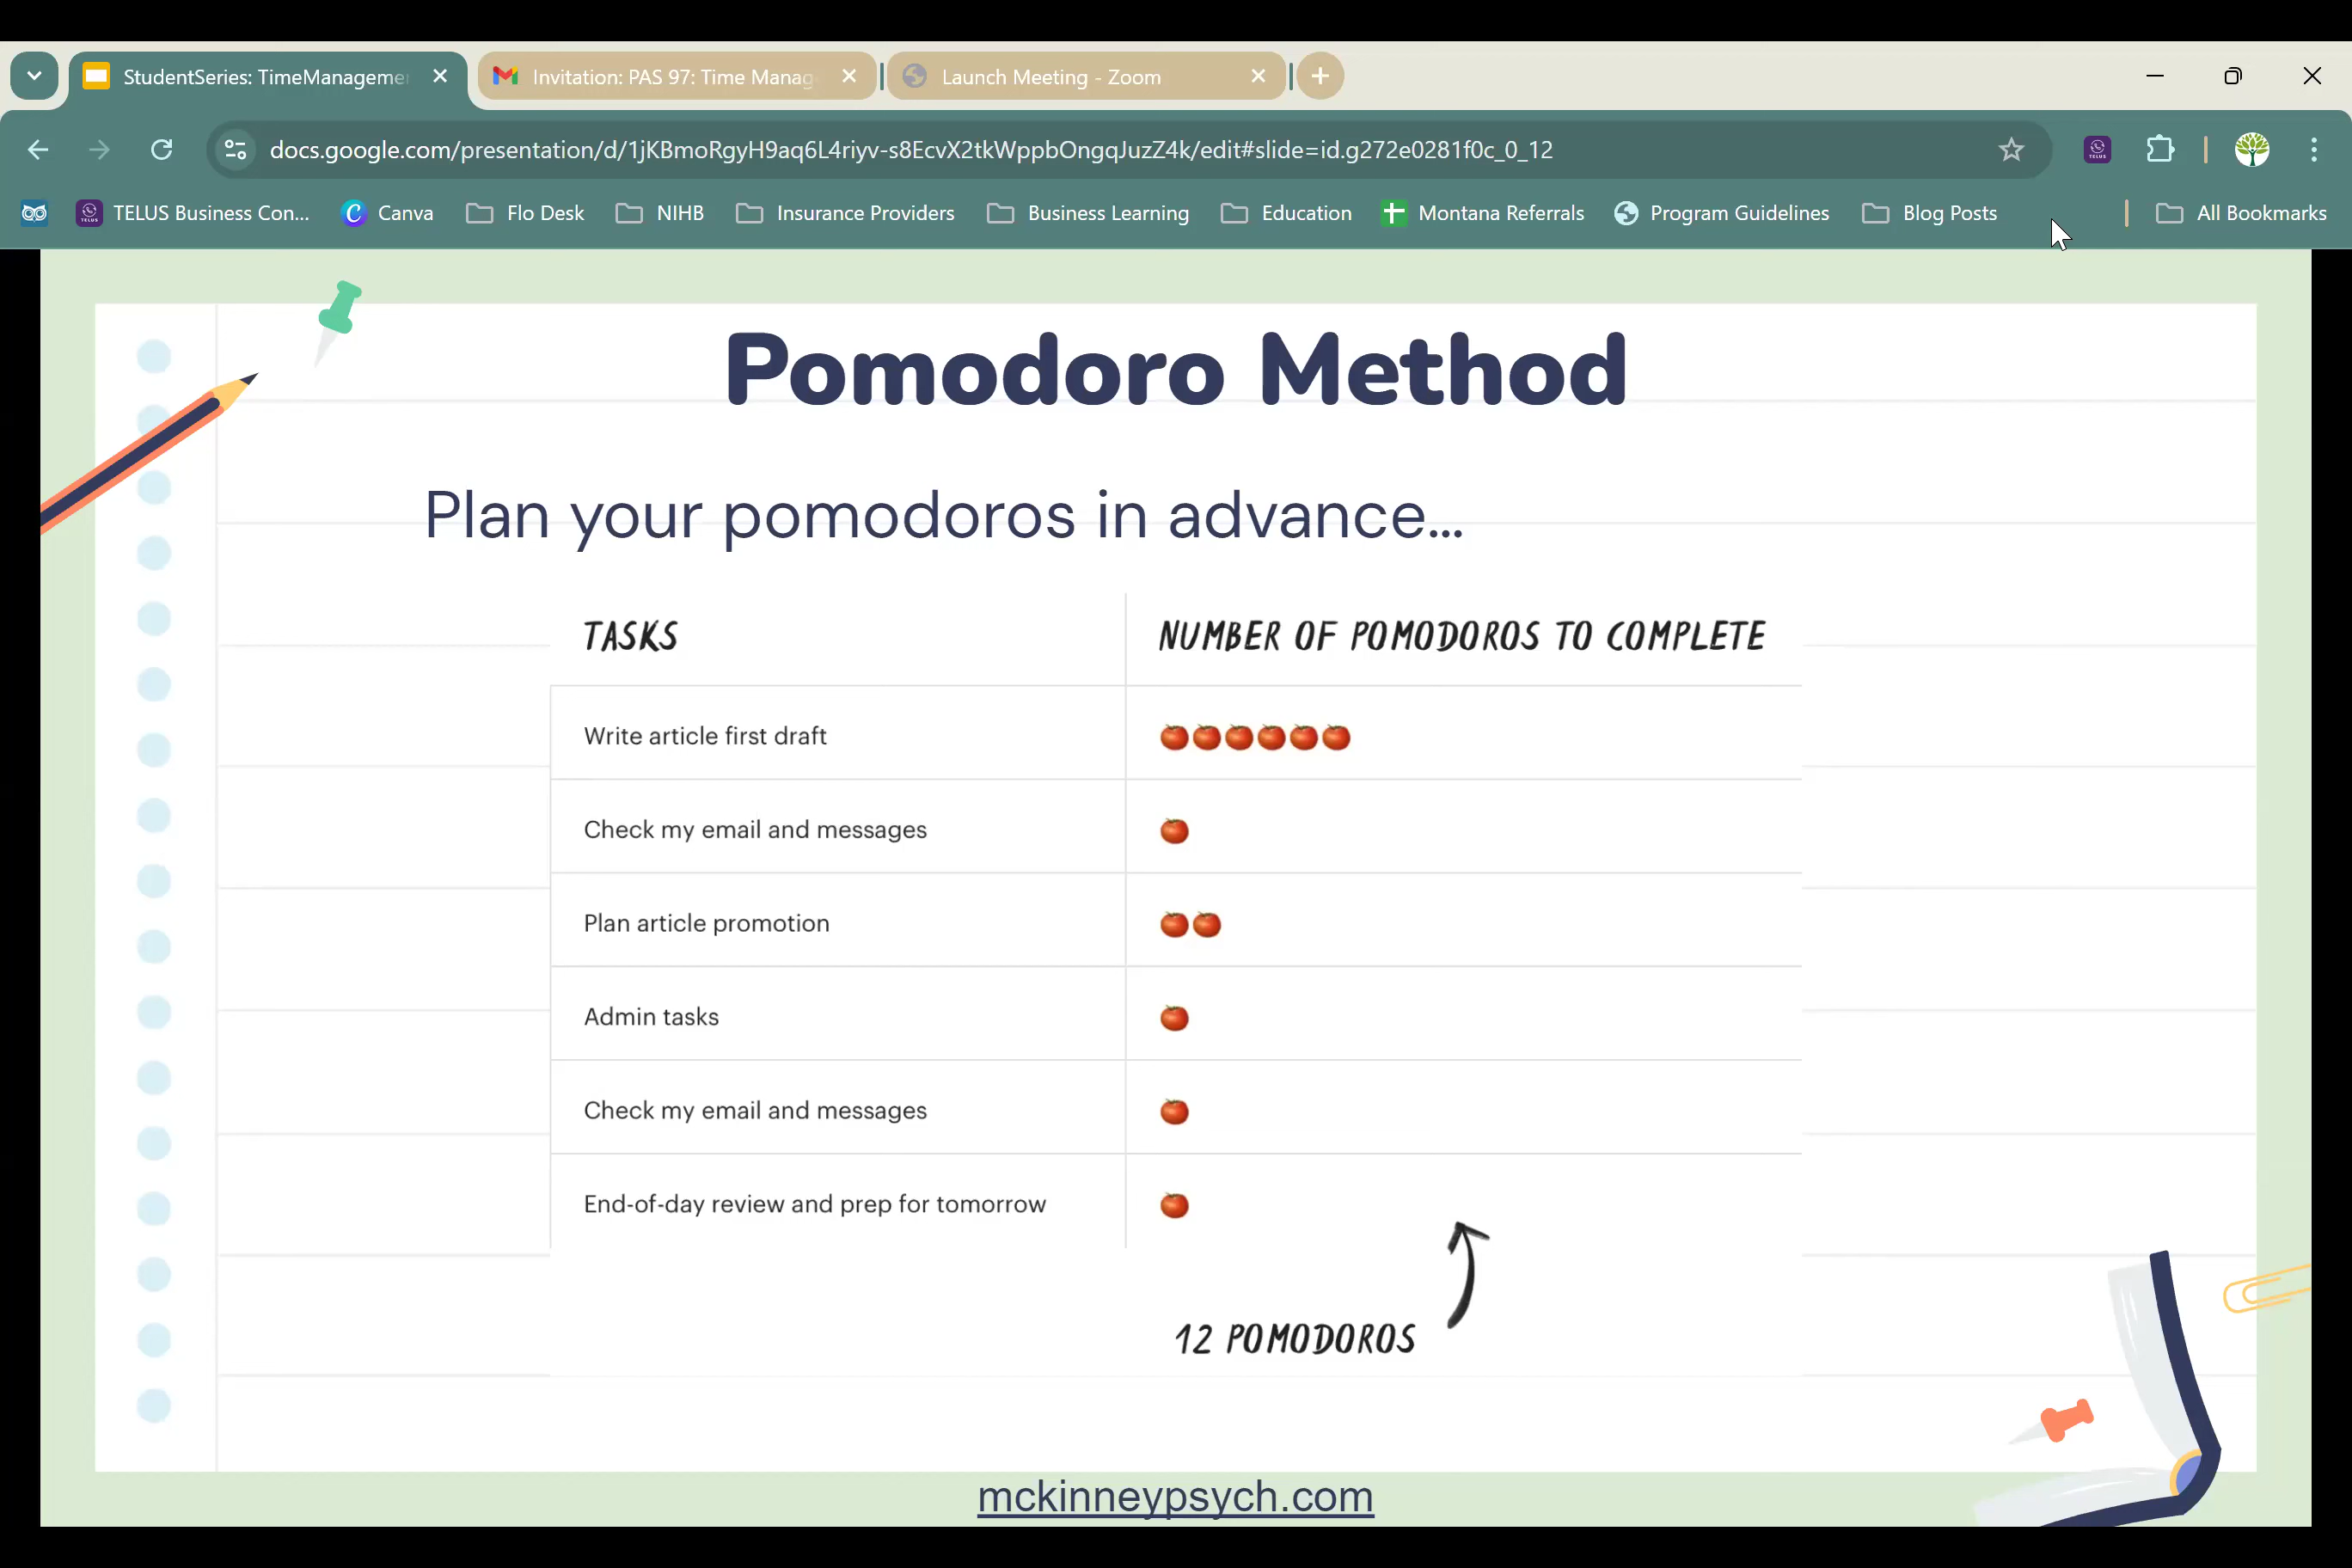 StudentSeries: TimeManageme
Invitation: PAS 97: Time Manag
Launch Meeting - Zoom
docs.google.com/presentation/d/1jKBmoRgyH9aq6L4riyv-s8EcvX2tkWppbOngqJuzZ4k/edit#slide=id.g272e0281f0c_0_12
TELUS Business Con...
Canva
Flo Desk
NIHB
Insurance Providers
Business Learning
Education
Montana Referrals
Program Guidelines
Blog Posts
All Bookmarks
Pomodoro Method
Plan your pomodoros in advance...
TASKS
NUMBER OF POMODOROS TO COMPLETE
Write article first draft
Check my email and messages
Plan article promotion
Admin tasks
Check my email and messages
End-of-day review and prep for tomorrow
12 POMODOROS
mckinneypsych.com